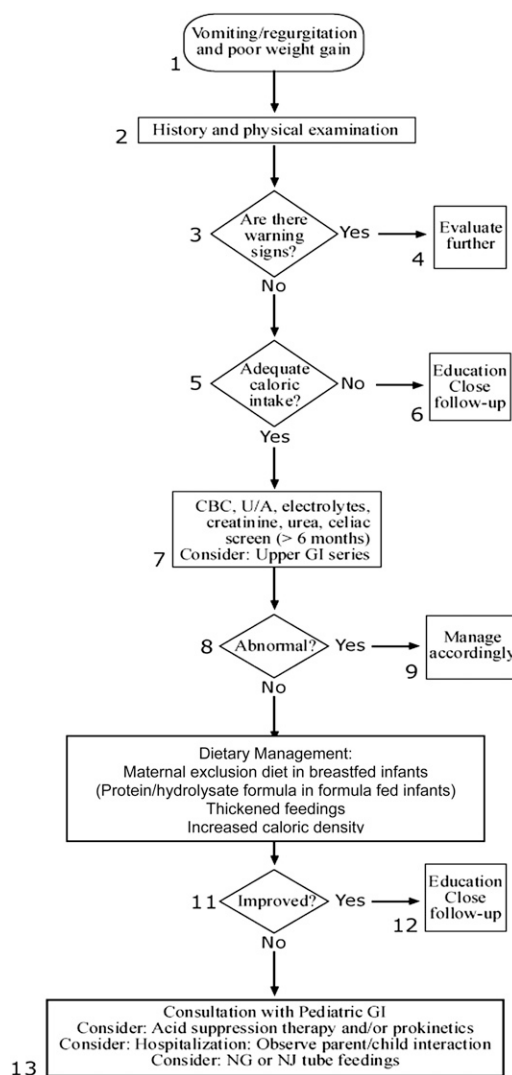 Vomiting/regurgitation
and poor weight gain
1
2
History and physical examination
3
Are there
warning
signs?
Yes
4
Evaluate
further
No
5
Adequate
caloric
intake?
No
6
Education
Close
follow-up
Yes
7
CBC, U/A, electrolytes,
creatinine, urea, celiac
screen (> 6 months)
Consider: Upper GI series
8
Abnormal?
Yes
9
Manage
accordingly
No
Dietary Management:
Maternal exclusion diet in breastfed infants
(Protein/hydrolysate formula in formula fed infants)
Thickened feedings
Increased caloric density
11
Improved?
Yes
12
Education
Close
follow-up
No
13
Consultation with Pediatric GI
Consider: Acid suppression therapy and/or prokinetics
Consider: Hospitalization: Observe parent/child interaction
Consider: NG or NJ tube feedings